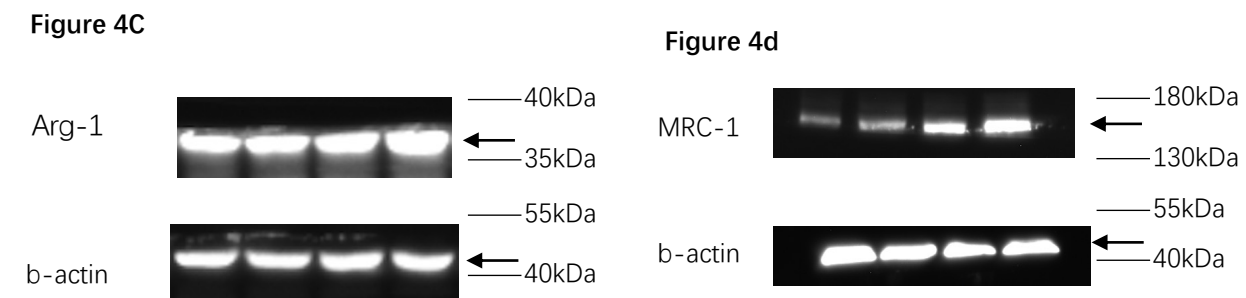 Figure 4C
Arg-1
40kDa
35kDa
55kDa
b-actin
40kDa
Figure 4d
MRC-1
180kDa
130kDa
55kDa
b-actin
40kDa